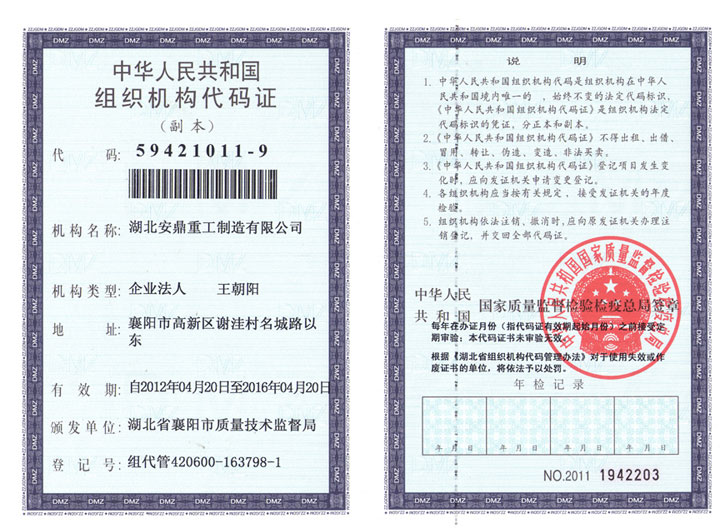 中华人民共和国
组织机构代码证
(副本)
代 码: 59421011-9
机构名称: 湖北安鼎重工制造有限公司
机构类型: 企业法人 王朝阳
地 址: 襄阳市高新区谢洼村名城路以
东
有 效 期: 自2012年04月20日至2016年04月20日
颁发单位: 湖北省襄阳市质量技术监督局
登 记 号: 组代管420600-163798-1
说 明
1. 中华人民共和国组织机构代码是组织机构在中华人
民共和国境内唯一的 、始终不变的法定代码标识,
《中华人民共和国组织机构代码证》是组织机构法定
代码标识的凭证,分正本和副本。
2.《中华人民共和国组织机构代码证》不得出租、出借、
冒用、转让、伪造、变造、非法买卖。
3.《中华人民共和国组织机构代码证》登记项目发生变
化时,应向发证机关申请变更登记。
4. 各组织机构应当按有关规定,接受发证机关的年度
检验。
5. 组织机构依法注销、撤消时,应向原发证机关办理注
销登记,并交回全部代码证。
中华人民
共和国 国家质量监督检验检疫总局签章
中华人民共和国国家质量监督检验检疫总局
每年在办证月份(指代码证有效期起始月份)之前接受定
期审验;本代码证书未审验无效。
根据《湖北省组织机构代码管理办法》对于使用失效或作
废证书的单位,将依法予以处罚。
年检记录
年 月 日 年 月 日 年 月 日 年 月 日
NO.2011 1942203